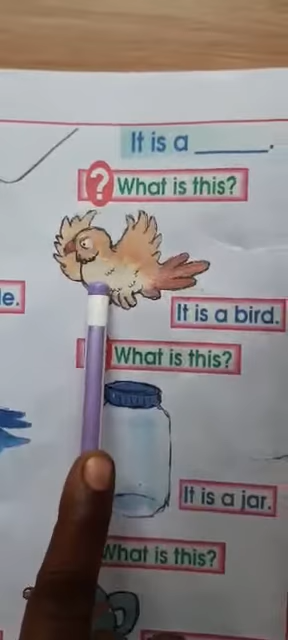 It is a ______.
? What is this?
It is a bird.
What is this?
It is a jar.
What is this?